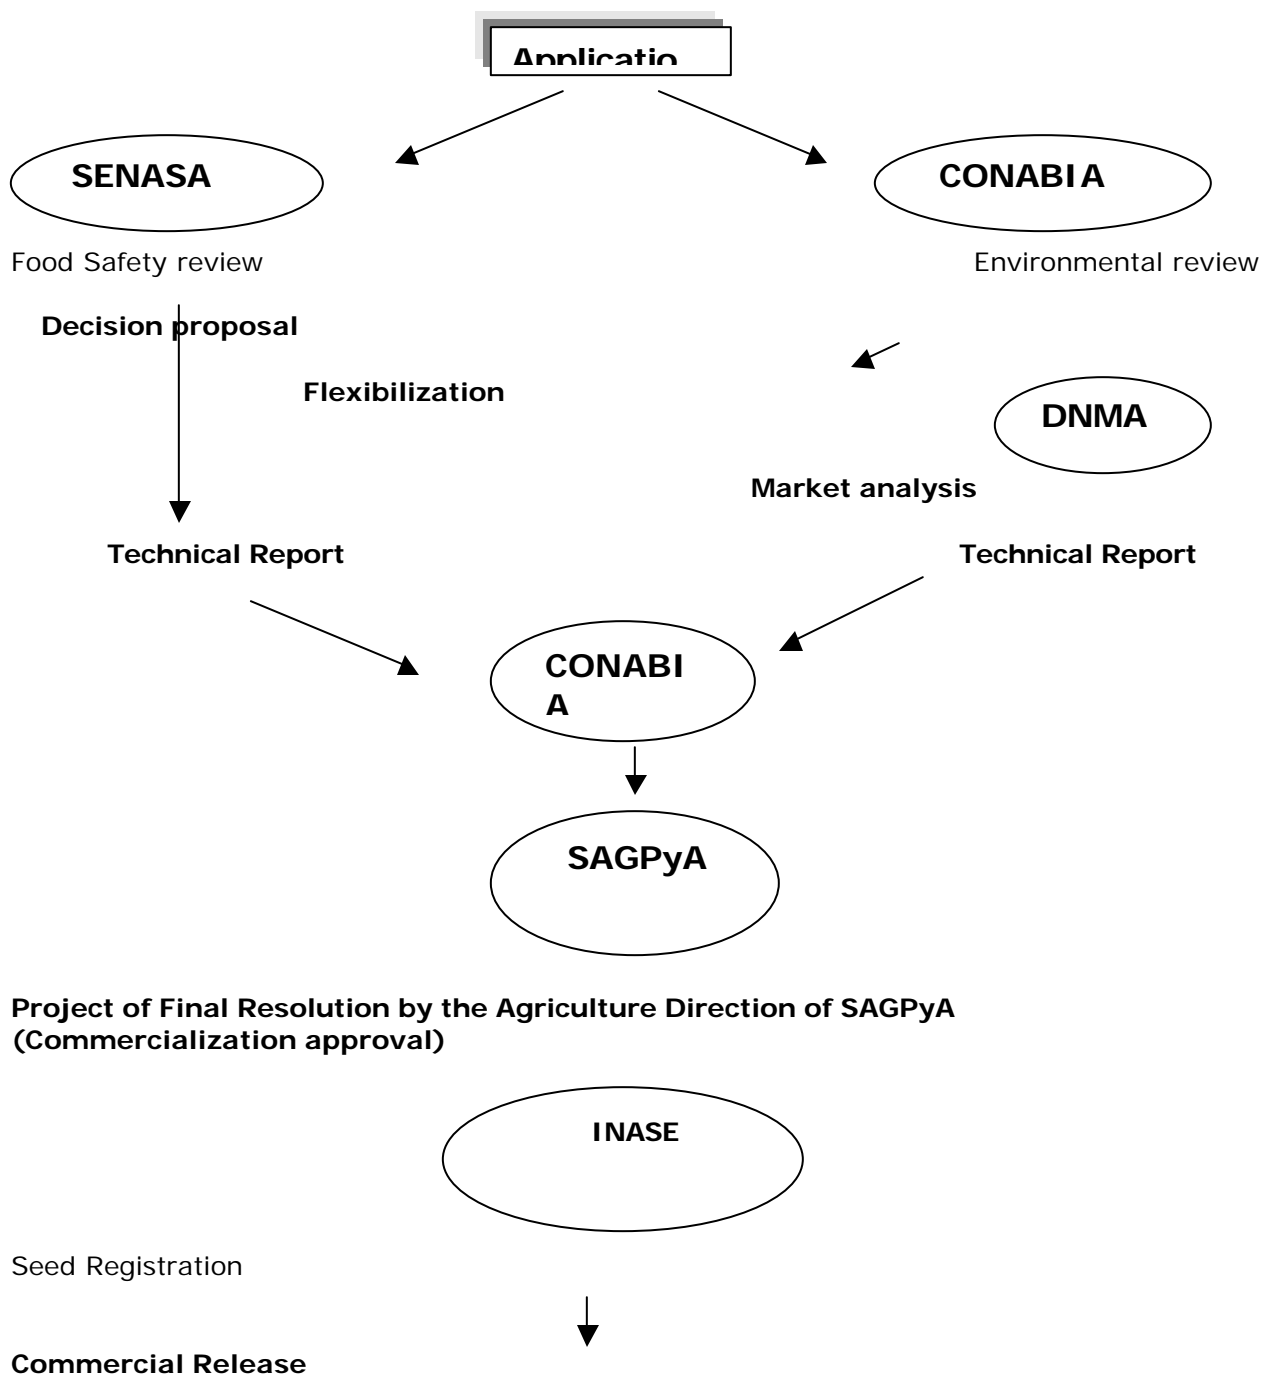 Applicatio
SENASA
CONABIA
Food Safety review
Environmental review
Decision proposal
Flexibilization
DNMA
Market analysis
Technical Report
Technical Report
CONABI
A
SAGPyA
Project of Final Resolution by the Agriculture Direction of SAGPyA
(Commercialization approval)
INASE
Seed Registration
Commercial Release